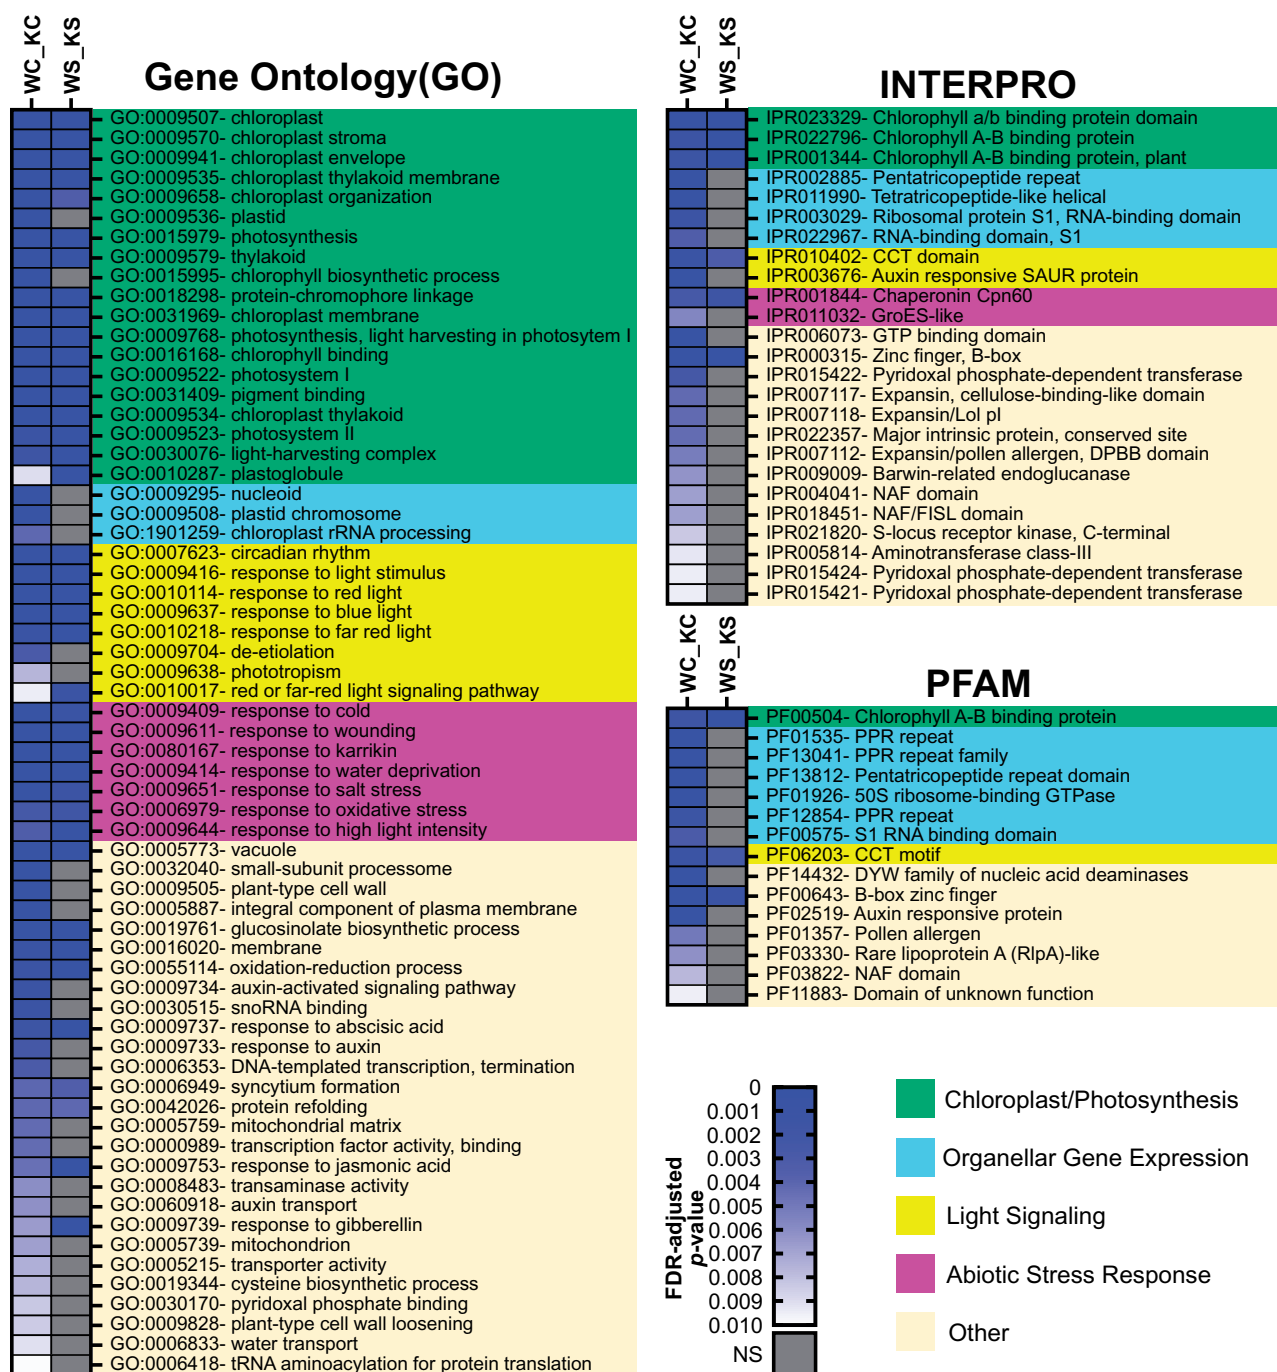 WC_KC
WS_KS
Gene Ontology(GO)
GO:0009507- chloroplast
GO:0009570- chloroplast stroma
GO:0009941- chloroplast envelope
GO:0009535- chloroplast thylakoid membrane
GO:0009658- chloroplast organization
GO:0009536- plastid
GO:0015979- photosynthesis
GO:0009579- thylakoid
GO:0015995- chlorophyll biosynthetic process
GO:0018298- protein-chromophore linkage
GO:0031969- chloroplast membrane
GO:0009768- photosynthesis, light harvesting in photosytem I
GO:0016168- chlorophyll binding
GO:0009522- photosystem I
GO:0031409- pigment binding
GO:0009534- chloroplast thylakoid
GO:0009523- photosystem II
GO:0030076- light-harvesting complex
GO:0010287- plastoglobule
GO:0009295- nucleoid
GO:0009508- plastid chromosome
GO:1901259- chloroplast rRNA processing
GO:0007623- circadian rhythm
GO:0009416- response to light stimulus
GO:0010114- response to red light
GO:0009637- response to blue light
GO:0010218- response to far red light
GO:0009704- de-etiolation
GO:0009638- phototropism
GO:0010017- red or far-red light signaling pathway
GO:0009409- response to cold
GO:0009611- response to wounding
GO:0080167- response to karrikin
GO:0009414- response to water deprivation
GO:0009651- response to salt stress
GO:0006979- response to oxidative stress
GO:0009644- response to high light intensity
GO:0005773- vacuole
GO:0032040- small-subunit processome
GO:0009505- plant-type cell wall
GO:0005887- integral component of plasma membrane
GO:0019761- glucosinolate biosynthetic process
GO:0016020- membrane
GO:0055114- oxidation-reduction process
GO:0009734- auxin-activated signaling pathway
GO:0030515- snoRNA binding
GO:0009737- response to abscisic acid
GO:0009733- response to auxin
GO:0006353- DNA-templated transcription, termination
GO:0006949- syncytium formation
GO:0042026- protein refolding
GO:0005759- mitochondrial matrix
GO:0000989- transcription factor activity, binding
GO:0009753- response to jasmonic acid
GO:0008483- transaminase activity
GO:0060918- auxin transport
GO:0009739- response to gibberellin
GO:0005739- mitochondrion
GO:0005215- transporter activity
GO:0019344- cysteine biosynthetic process
GO:0030170- pyridoxal phosphate binding
GO:0009828- plant-type cell wall loosening
GO:0006833- water transport
GO:0006418- tRNA aminoacylation for protein translation
WC_KC
WS_KS
INTERPRO
IPR023329- Chlorophyll a/b binding protein domain
IPR022796- Chlorophyll A-B binding protein
IPR001344- Chlorophyll A-B binding protein, plant
IPR002885- Pentatricopeptide repeat
IPR011990- Tetratricopeptide-like helical
IPR003029- Ribosomal protein S1, RNA-binding domain
IPR022967- RNA-binding domain, S1
IPR010402- CCT domain
IPR003676- Auxin responsive SAUR protein
IPR001844- Chaperonin Cpn60
IPR011032- GroES-like
IPR006073- GTP binding domain
IPR000315- Zinc finger, B-box
IPR015422- Pyridoxal phosphate-dependent transferase
IPR007117- Expansin, cellulose-binding-like domain
IPR007118- Expansin/Lol pI
IPR022357- Major intrinsic protein, conserved site
IPR007112- Expansin/pollen allergen, DPBB domain
IPR009009- Barwin-related endoglucanase
IPR004041- NAF domain
IPR018451- NAF/FISL domain
IPR021820- S-locus receptor kinase, C-terminal
IPR005814- Aminotransferase class-III
IPR015424- Pyridoxal phosphate-dependent transferase
IPR015421- Pyridoxal phosphate-dependent transferase
WC_KC
WS_KS
PFAM
PF00504- Chlorophyll A-B binding protein
PF01535- PPR repeat
PF13041- PPR repeat family
PF13812- Pentatricopeptide repeat domain
PF01926- 50S ribosome-binding GTPase
PF12854- PPR repeat
PF00575- S1 RNA binding domain
PF06203- CCT motif
PF14432- DYW family of nucleic acid deaminases
PF00643- B-box zinc finger
PF02519- Auxin responsive protein
PF01357- Pollen allergen
PF03330- Rare lipoprotein A (RlpA)-like
PF03822- NAF domain
PF11883- Domain of unknown function
FDR-adjusted
p-value
0
0.001
0.002
0.003
0.004
0.005
0.006
0.007
0.008
0.009
0.010
NS
Chloroplast/Photosynthesis
Organellar Gene Expression
Light Signaling
Abiotic Stress Response
Other